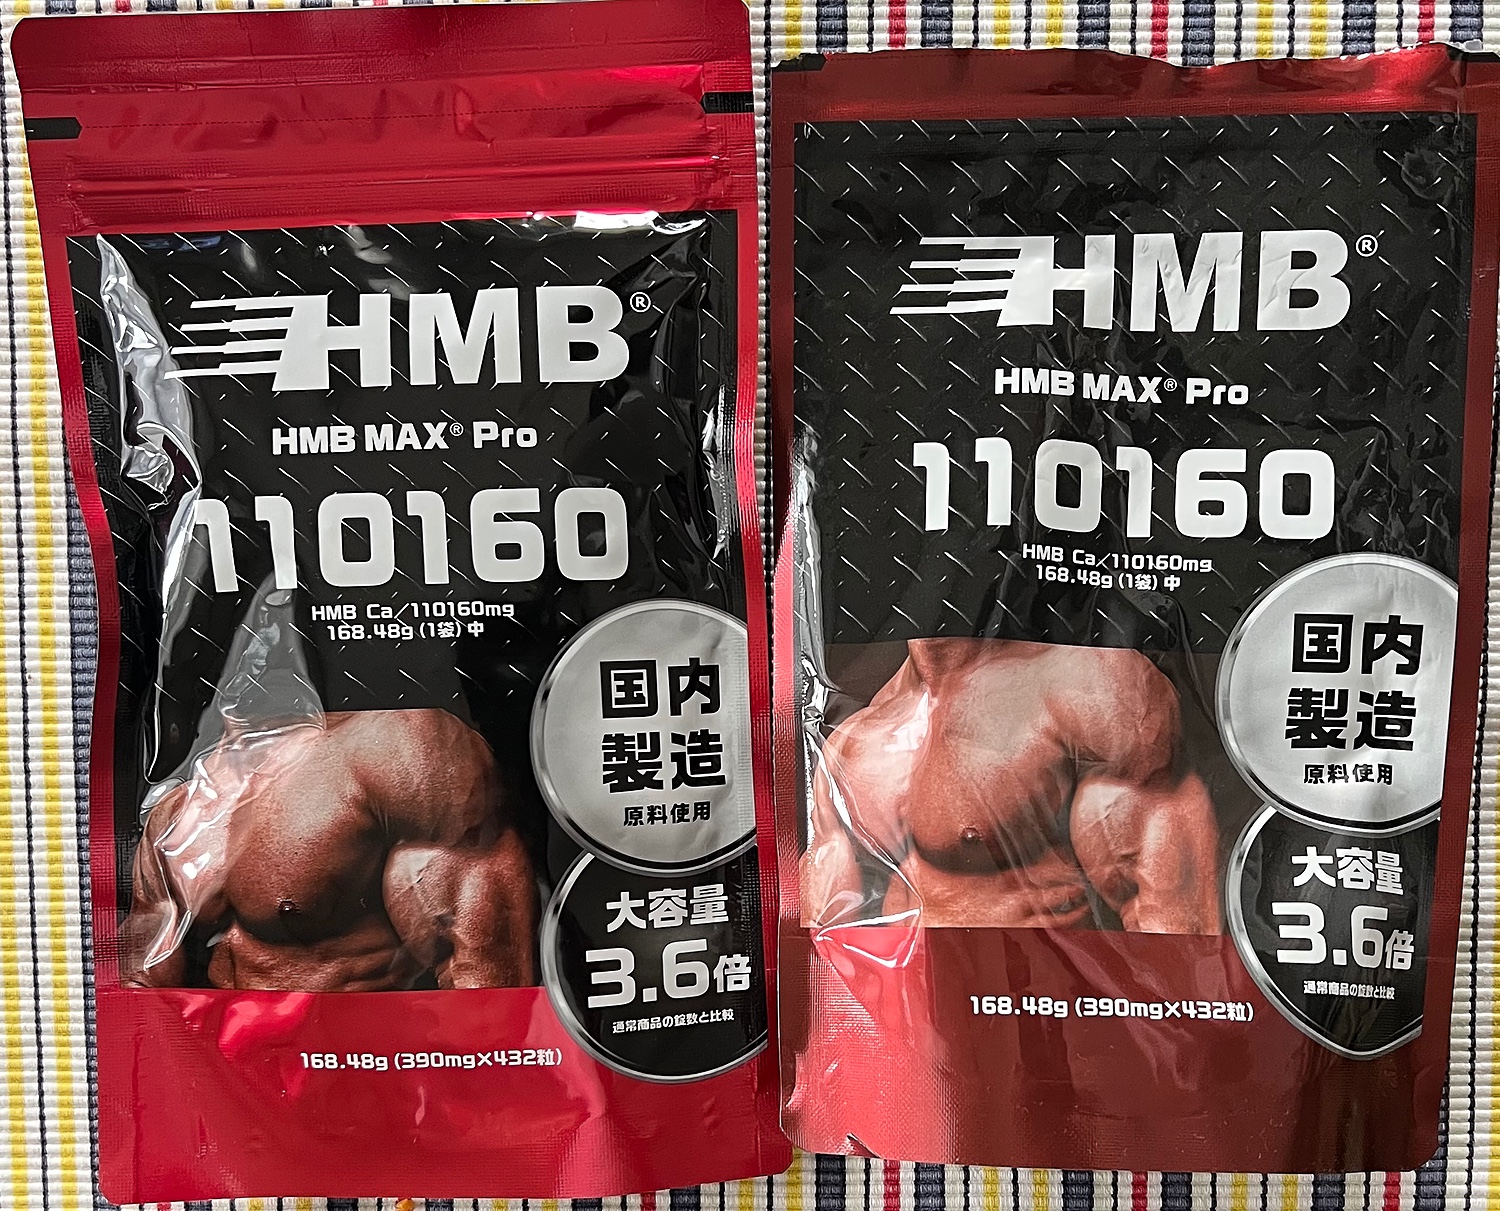 HMB®
HMB MAX® Pro
110160
HMB Ca/110160mg
168.48g (1袋) 中
国内
製造
原料使用
大容量
3.6倍
通常商品の錠数と比較
168.48g (390mg×432粒)
HMB®
HMB MAX® Pro
110160
HMB Ca/110160mg
168.48g (1袋) 中
国内
製造
原料使用
大容量
3.6倍
通常商品の錠数と比較
168.48g (390mg×432粒)